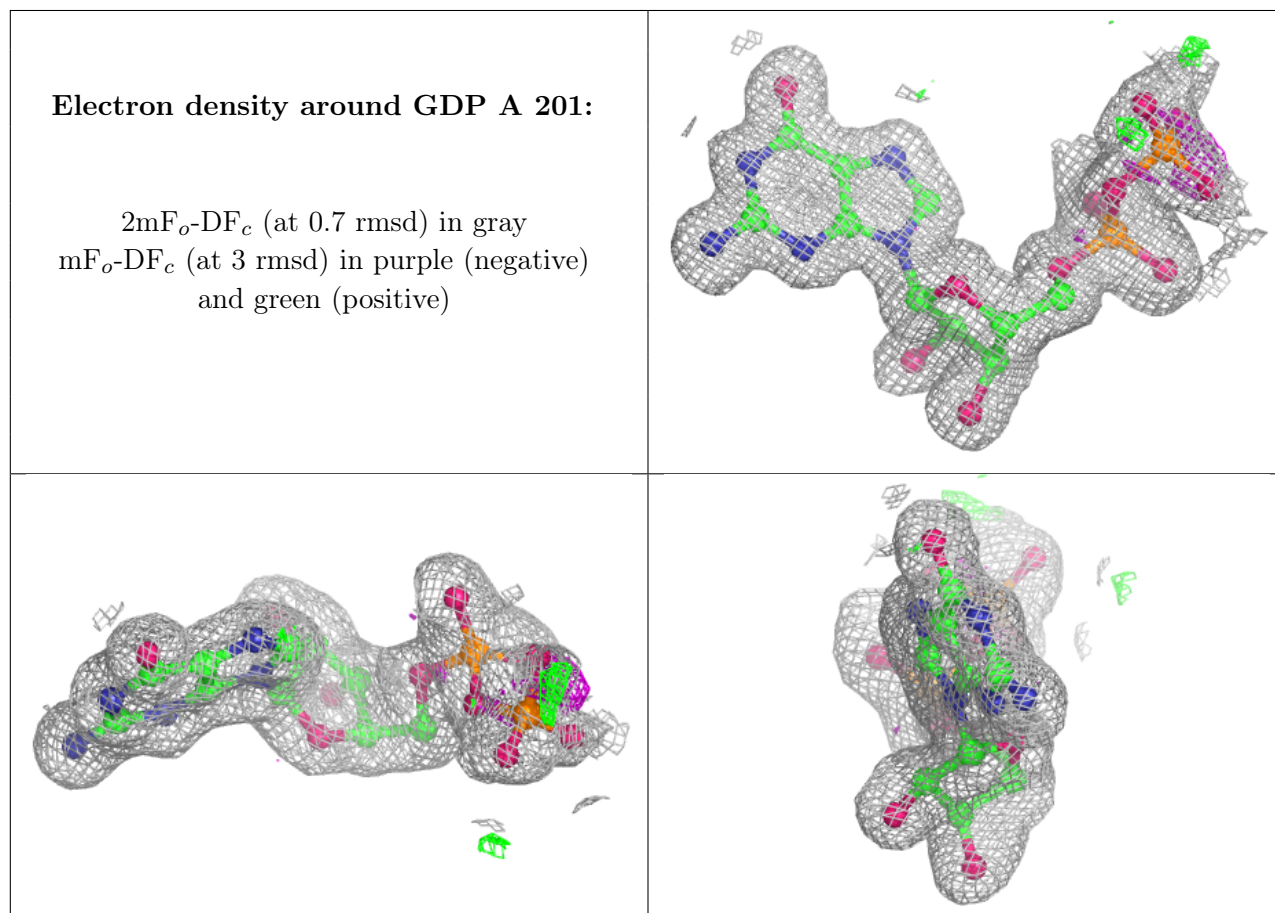 Electron density around GDP A 201:
2mFo-DFc (at 0.7 rmsd) in gray
mFo-DFc (at 3 rmsd) in purple (negative)
and green (positive)